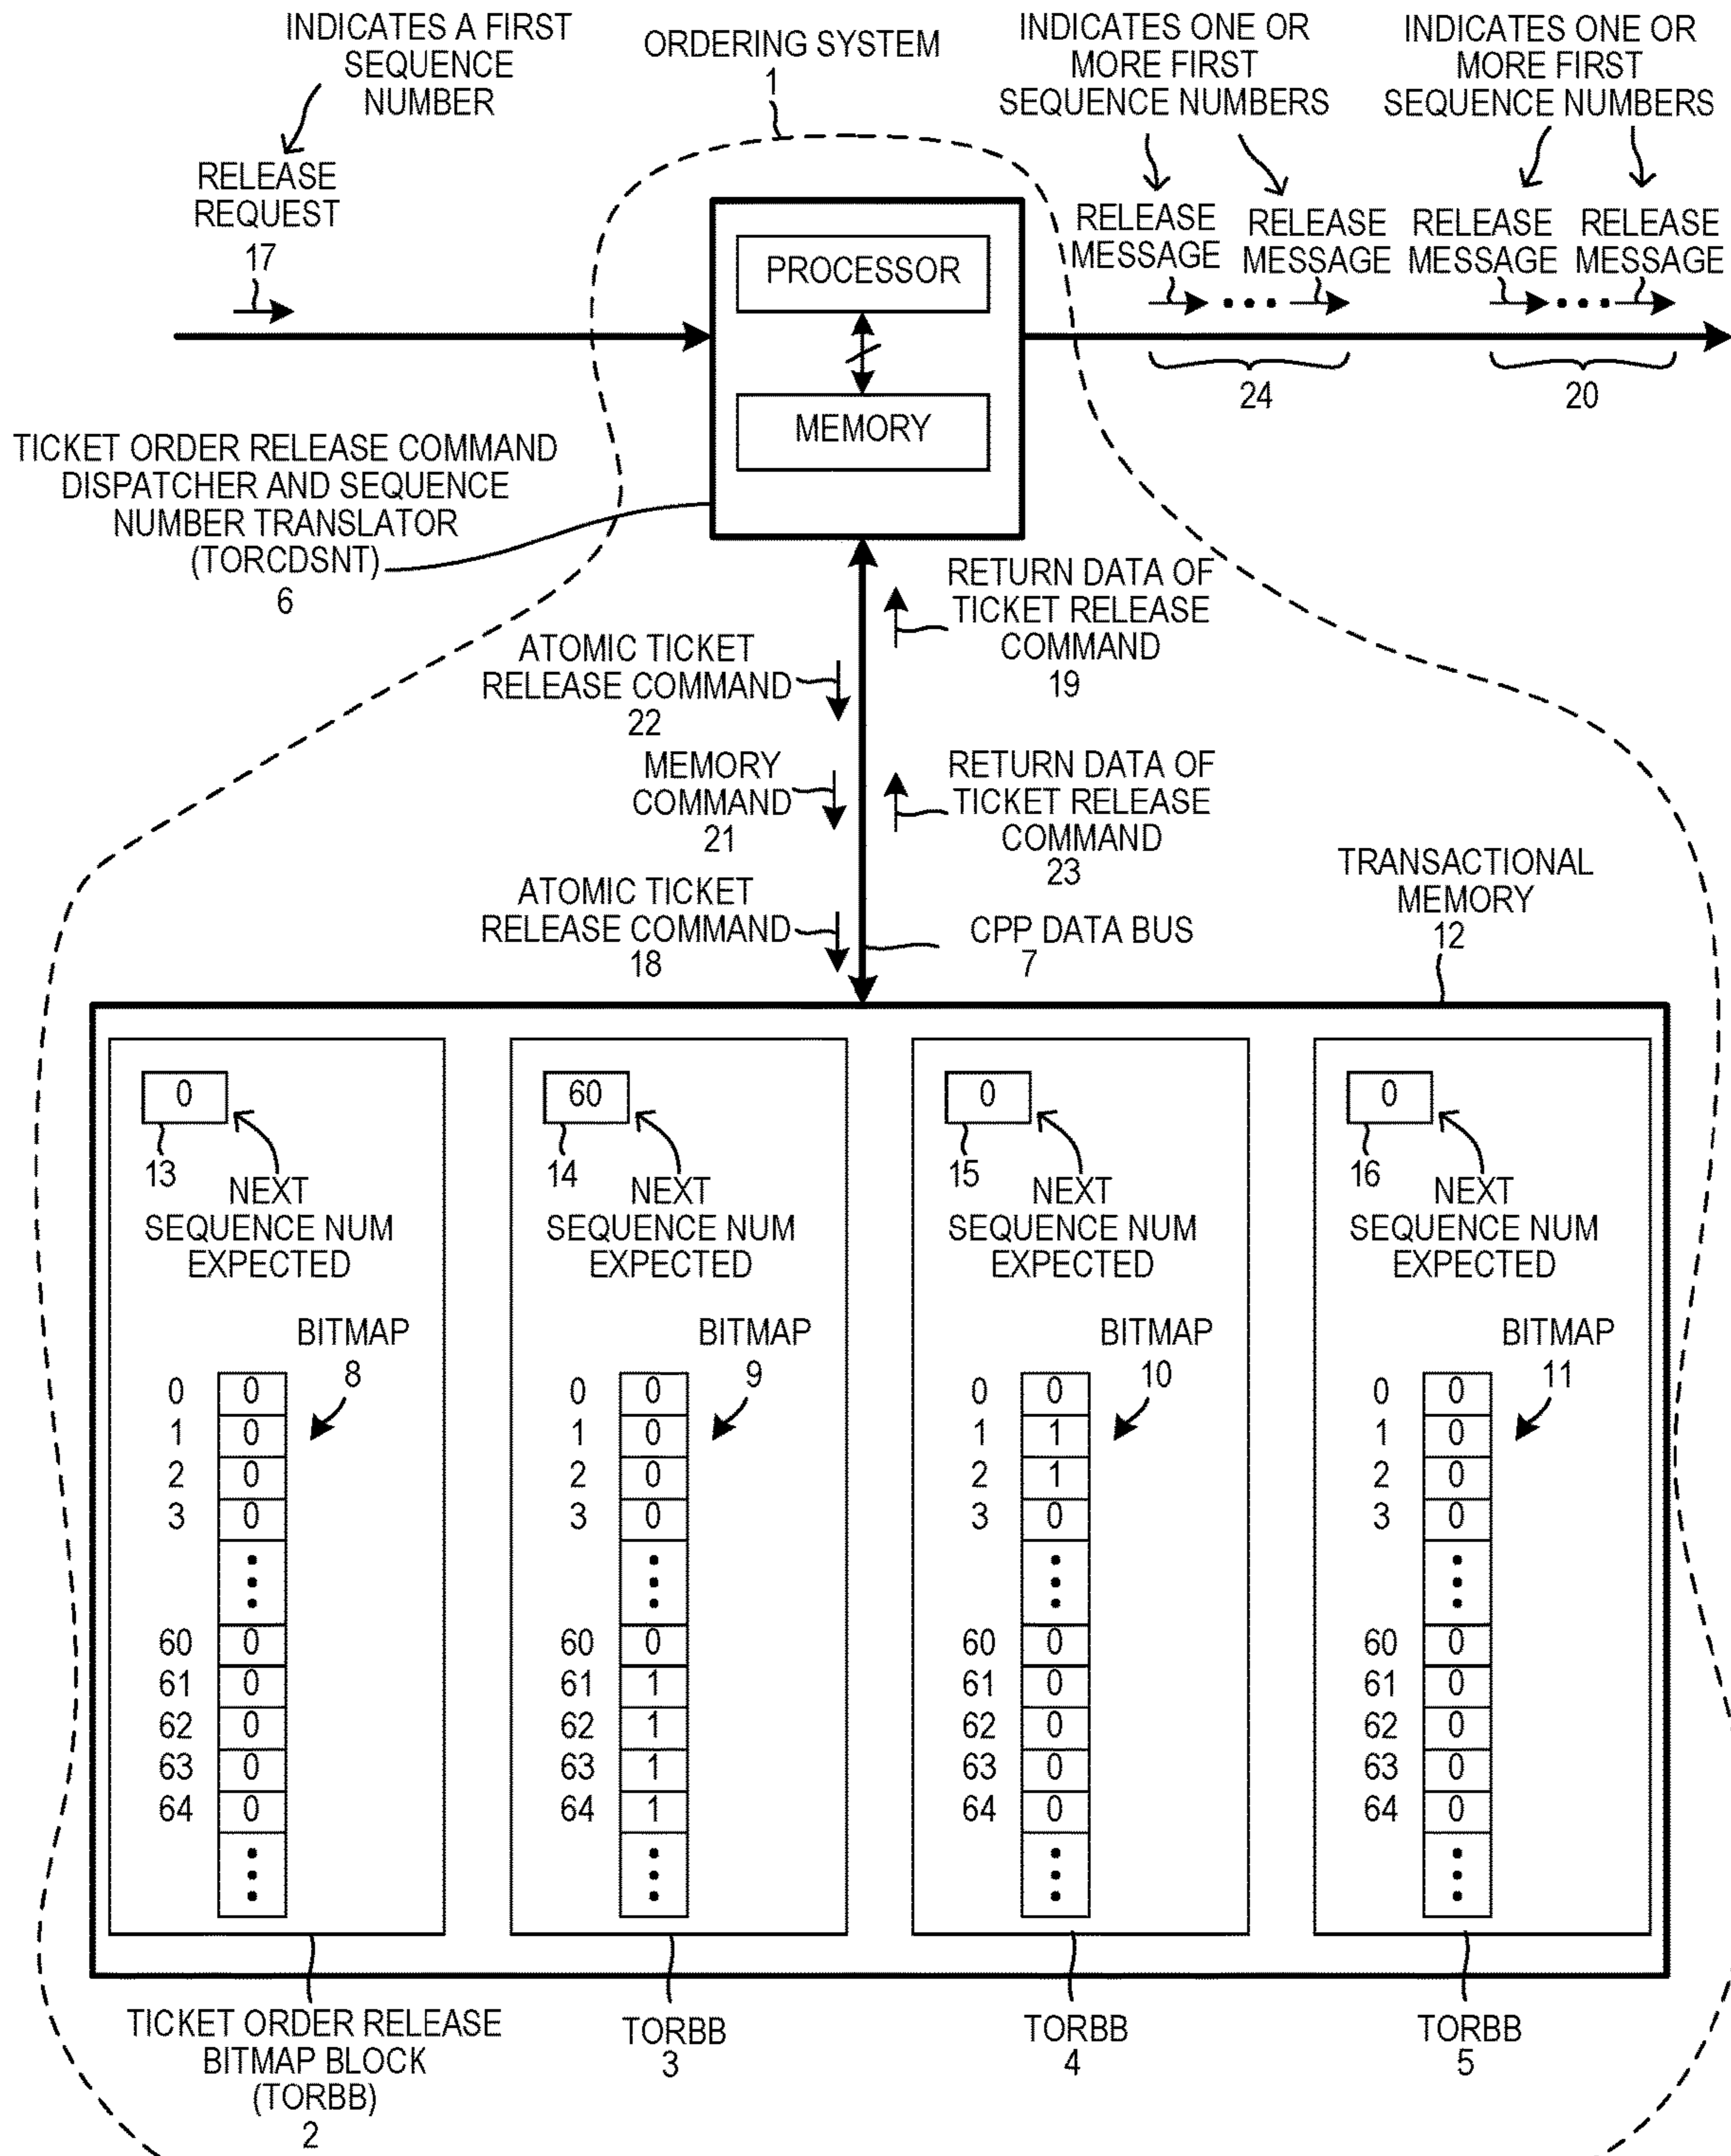 INDICATES A FIRST
SEQUENCE
NUMBER
RELEASE
REQUEST
17
ORDERING SYSTEM
1
INDICATES ONE OR
MORE FIRST
SEQUENCE NUMBERS
INDICATES ONE OR
MORE FIRST
SEQUENCE NUMBERS
RELEASE
MESSAGE
RELEASE
MESSAGE
RELEASE
MESSAGE
RELEASE
MESSAGE
24
20
PROCESSOR
MEMORY
TICKET ORDER RELEASE COMMAND
DISPATCHER AND SEQUENCE
NUMBER TRANSLATOR
(TORCDSNT)
6
RETURN DATA OF
TICKET RELEASE
COMMAND
19
ATOMIC TICKET
RELEASE COMMAND
22
MEMORY
COMMAND
21
RETURN DATA OF
TICKET RELEASE
COMMAND
23
ATOMIC TICKET
RELEASE COMMAND
18
CPP DATA BUS
7
TRANSACTIONAL
MEMORY
12
0
13
NEXT
SEQUENCE NUM
EXPECTED
BITMAP
8
0 0
1 0
2 0
3 0
60 0
61 0
62 0
63 0
64 0
60
14
NEXT
SEQUENCE NUM
EXPECTED
BITMAP
9
0 0
1 0
2 0
3 0
60 0
61 1
62 1
63 1
64 1
0
15
NEXT
SEQUENCE NUM
EXPECTED
BITMAP
10
0 0
1 1
2 1
3 0
60 0
61 0
62 0
63 0
64 0
0
16
NEXT
SEQUENCE NUM
EXPECTED
BITMAP
11
0 0
1 0
2 0
3 0
60 0
61 0
62 0
63 0
64 0
TICKET ORDER RELEASE
BITMAP BLOCK
(TORBB)
2
TORBB
3
TORBB
4
TORBB
5